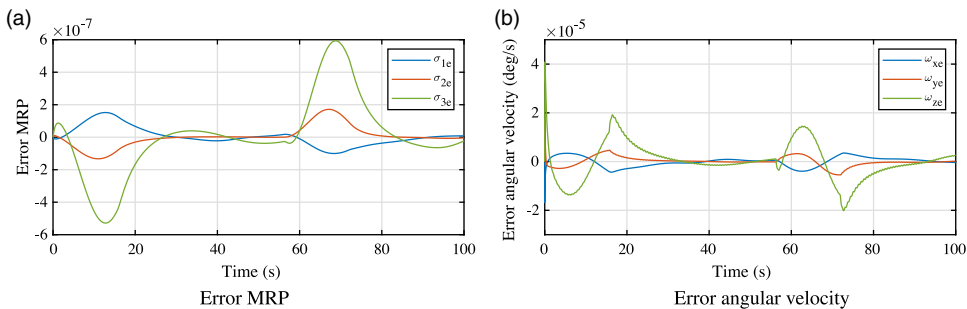 (a)
×10⁻⁷
6
4
2
0
-2
-4
-6
Error MRP
σ₁ₑ
σ₂ₑ
σ₃ₑ
0 20 40 60 80 100
Time (s)
Error MRP
(b)
×10⁻⁵
4
2
0
-2
Error angular velocity (deg/s)
ωₓₑ
ω_ye
ω_ze
0 20 40 60 80 100
Time (s)
Error angular velocity